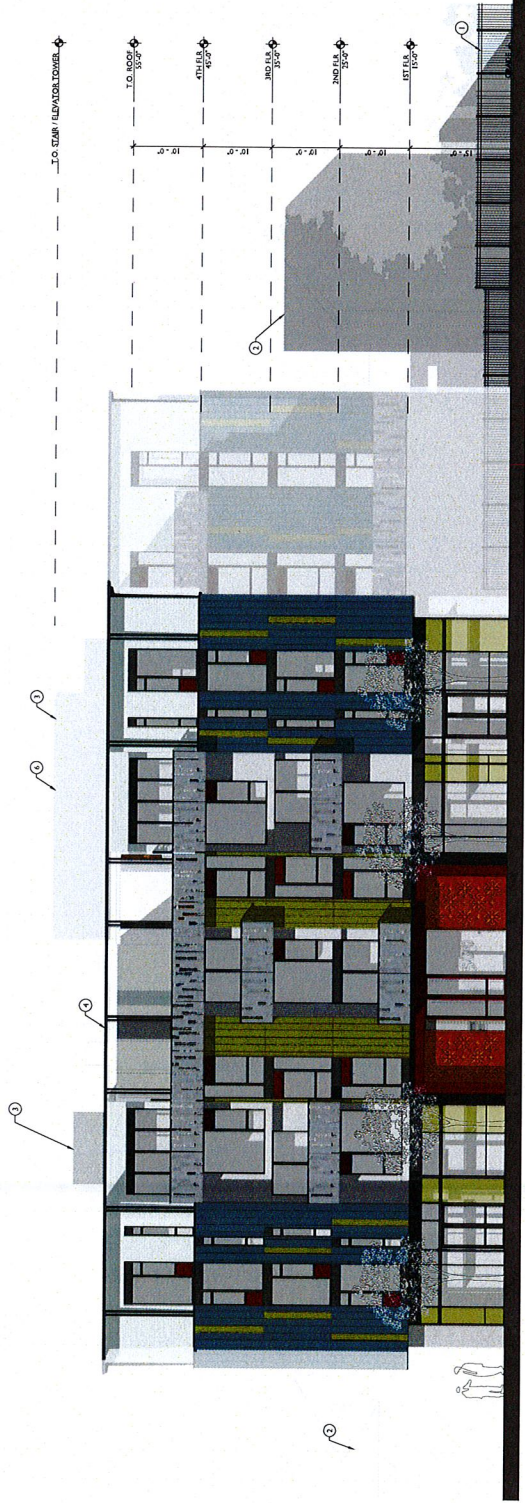 T.O. STAIR / ELEVATOR TOWER
T.O. ROOF
55'-0"
4TH FLR
45'-0"
3RD FLR
35'-0"
2ND FLR
25'-0"
1ST FLR
15'-0"
10' - 0"
10' - 0"
10' - 0"
10' - 0"
15' - 0"
1
2
3
6
4
3
2